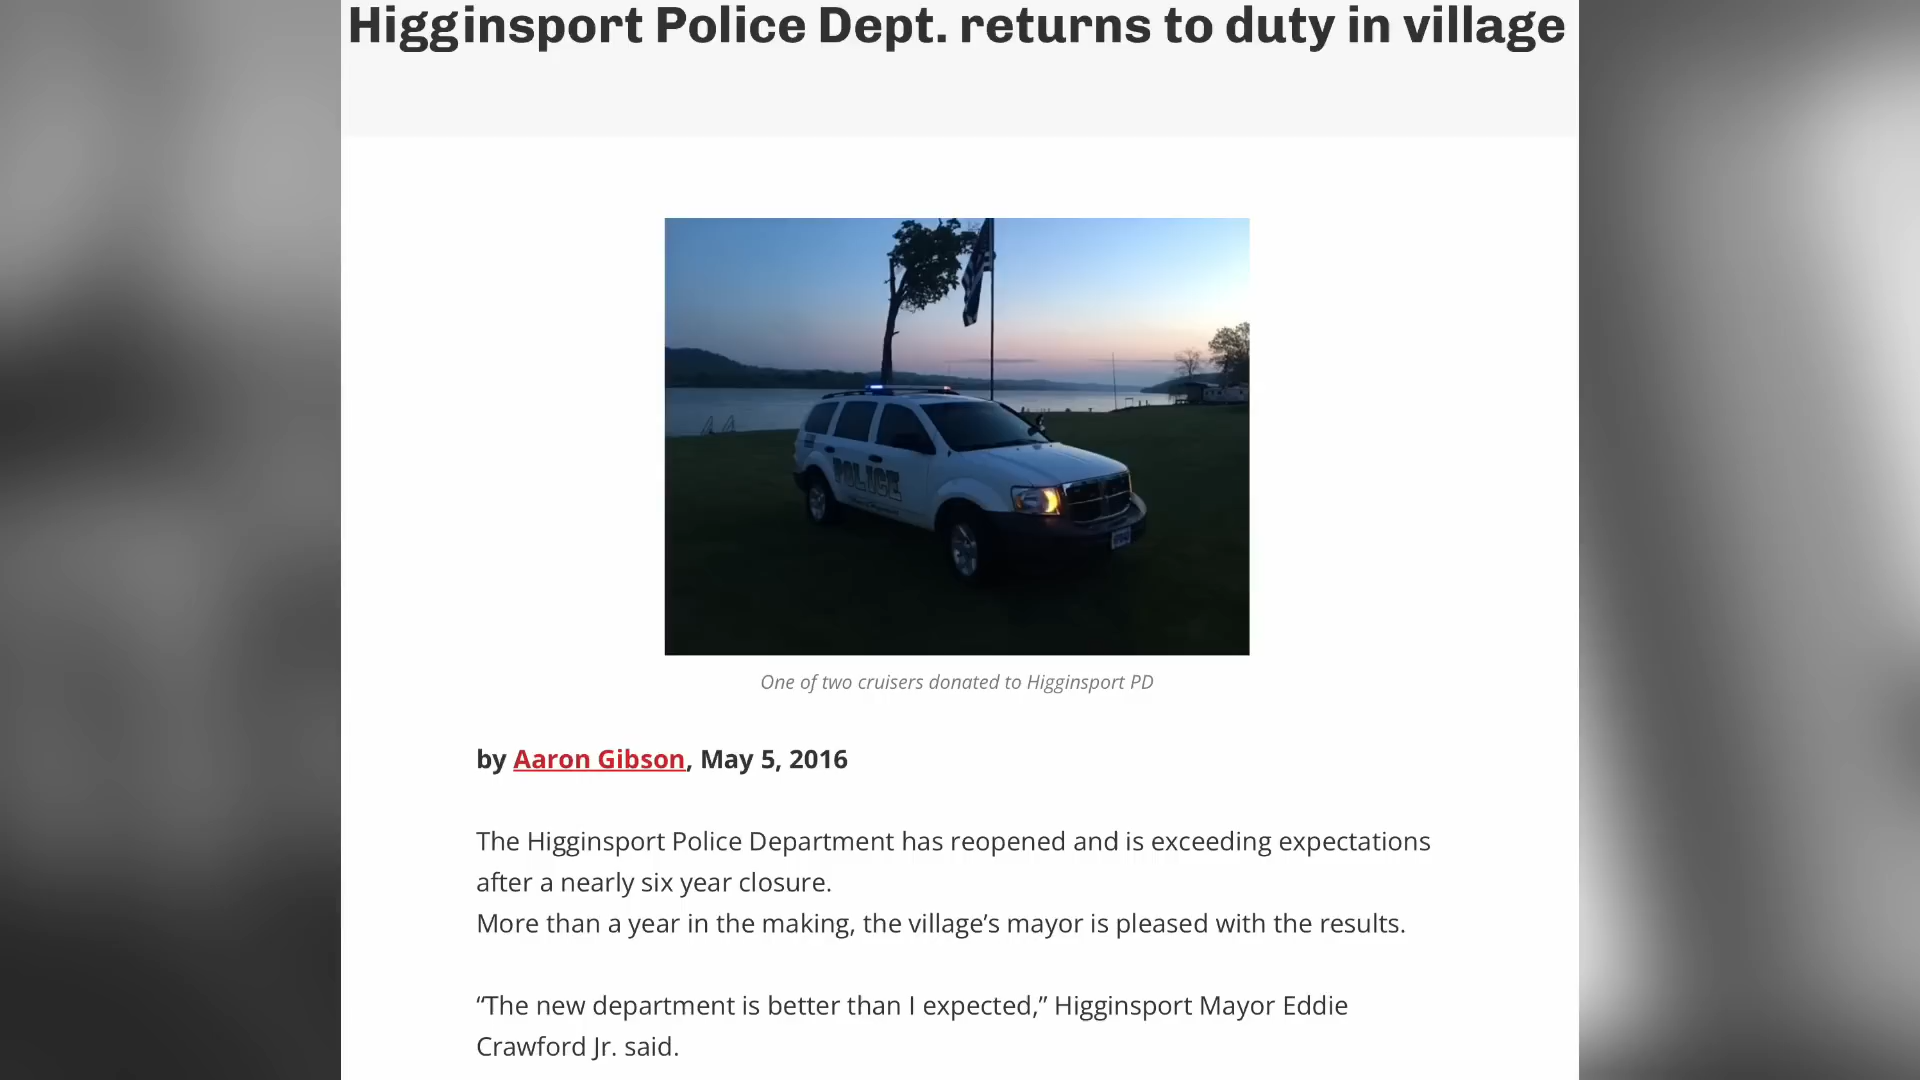 Higginsport Police Dept. returns to duty in village
POLICE
One of two cruisers donated to Higginsport PD
by Aaron Gibson, May 5, 2016
The Higginsport Police Department has reopened and is exceeding expectations
after a nearly six year closure.
More than a year in the making, the village’s mayor is pleased with the results.
“The new department is better than I expected,” Higginsport Mayor Eddie
Crawford Jr. said.